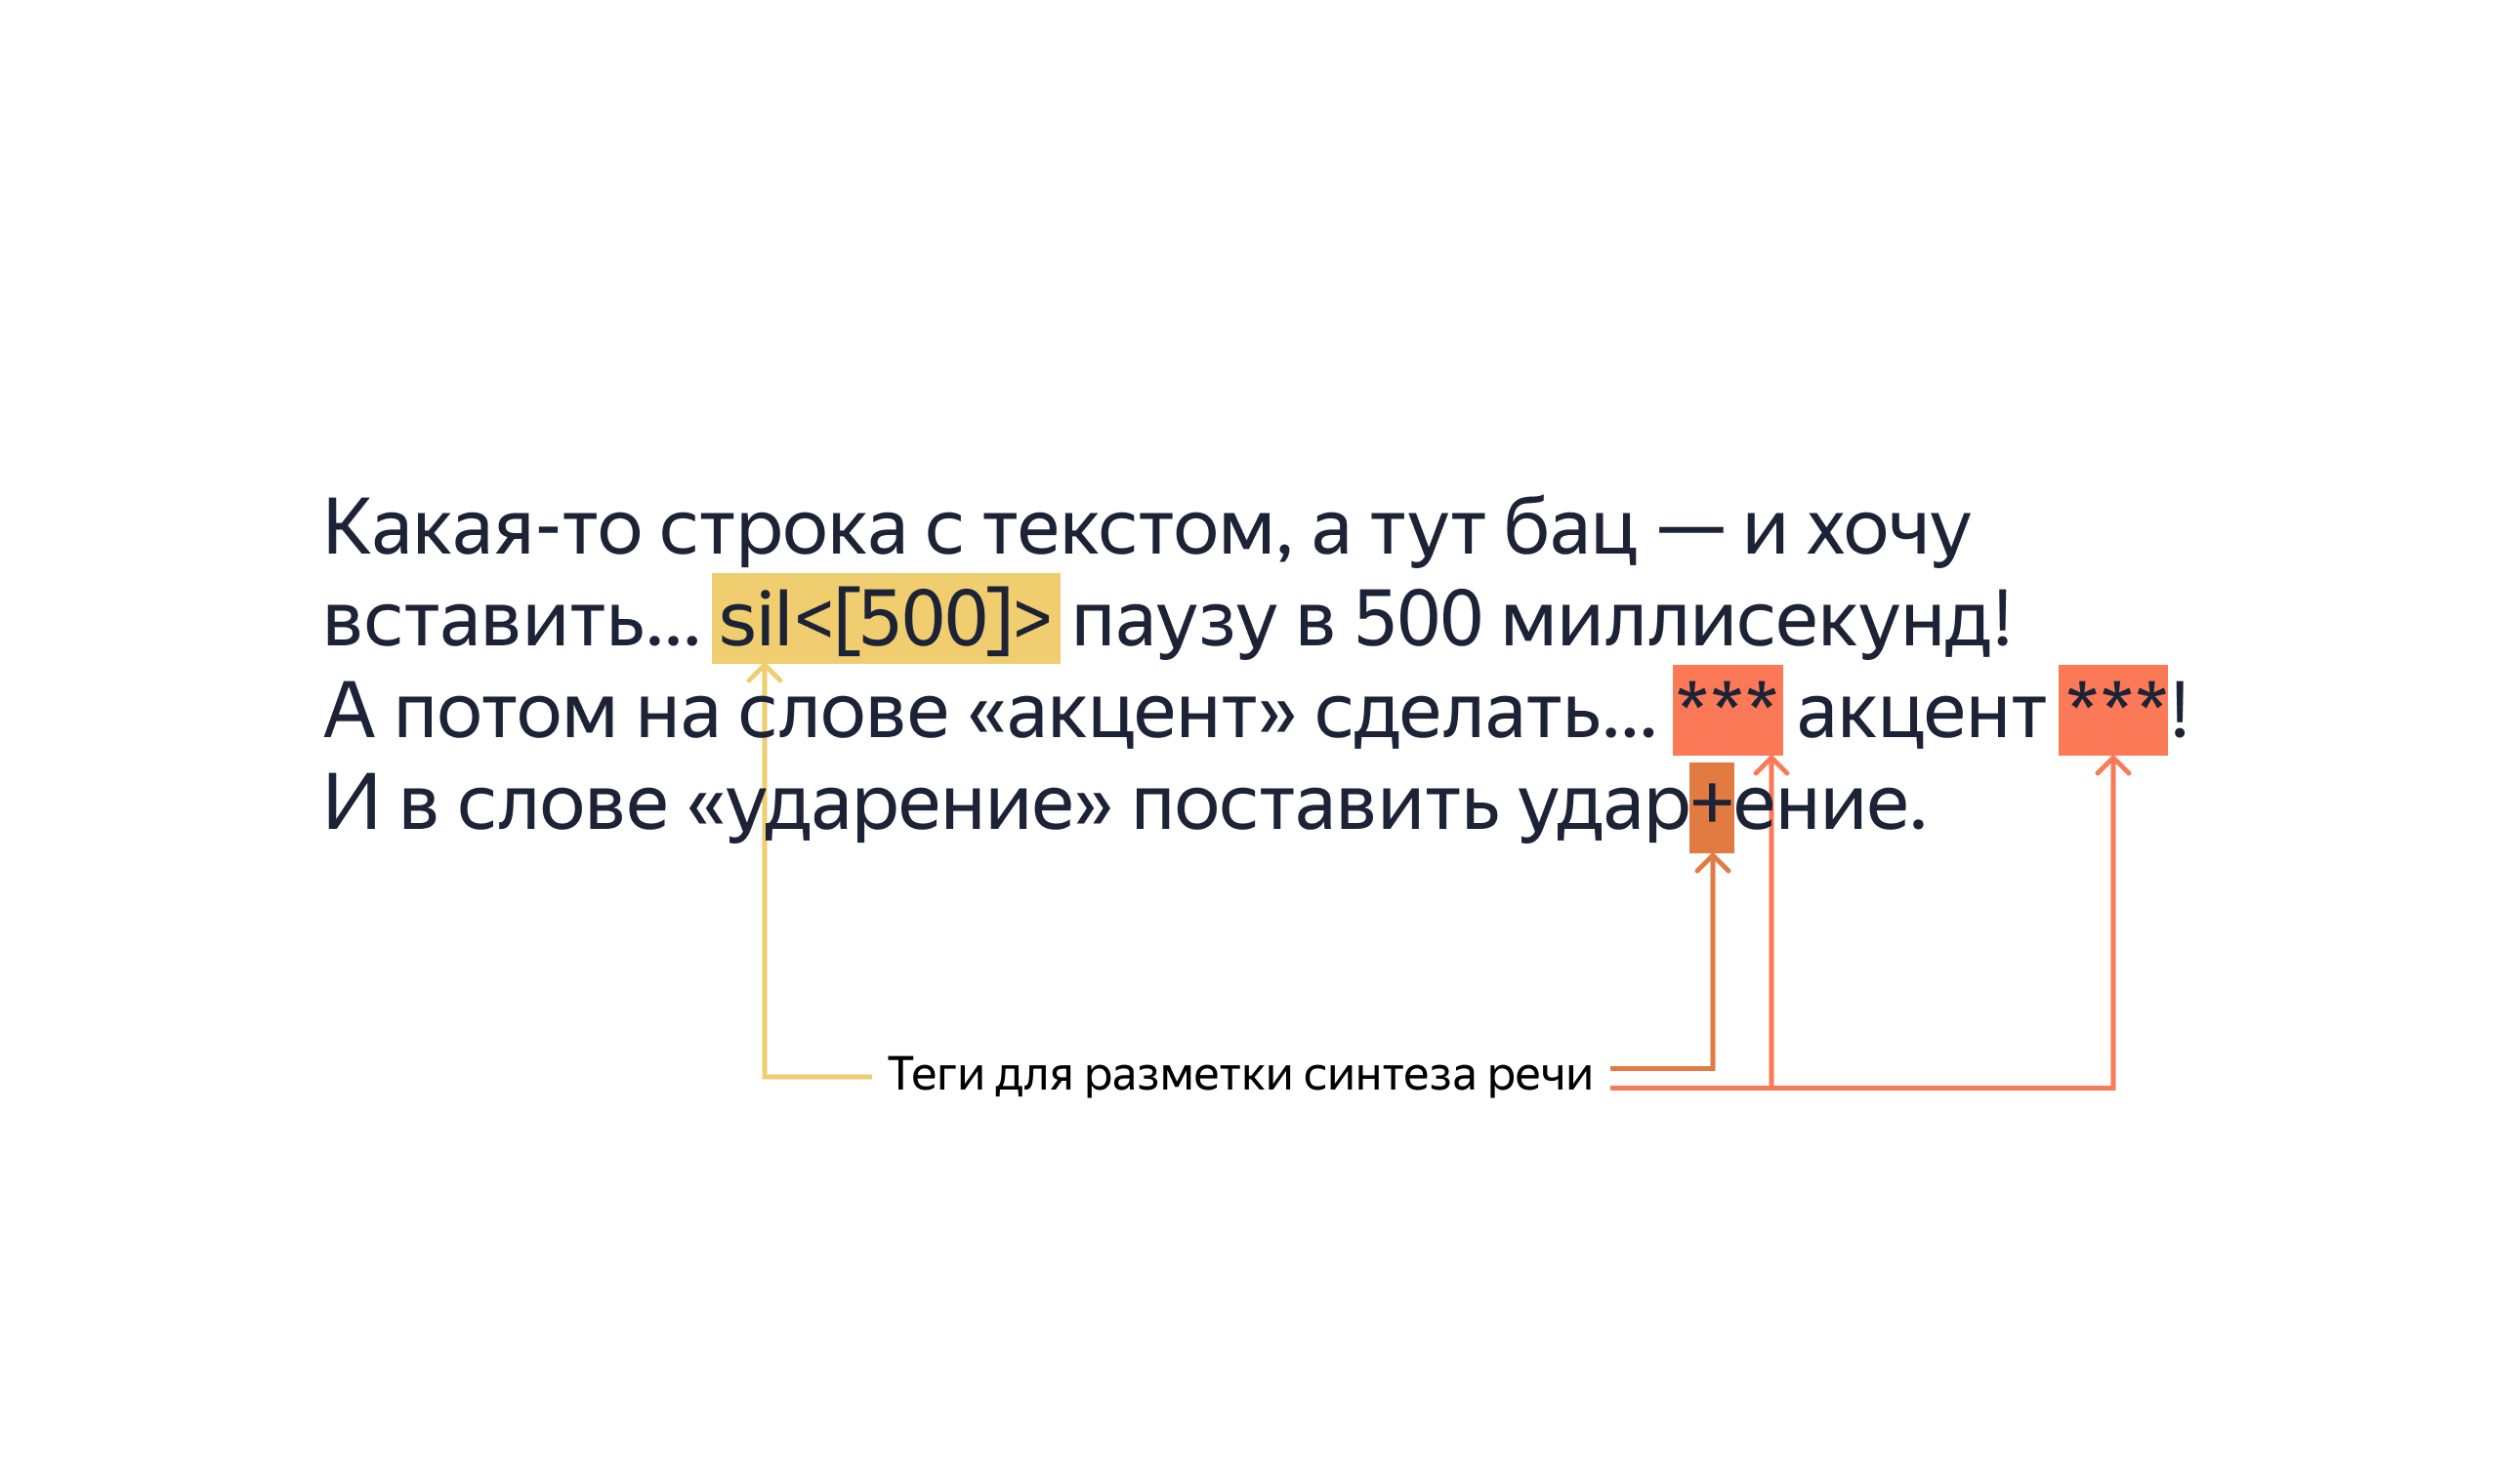 Какая-то строка с текстом, а тут бац — и хочу
вставить... sil<[500]> паузу в 500 миллисекунд!
А потом на слове «акцент» сделать... *** акцент ***!
И в слове «ударение» поставить удар+ение.
Теги для разметки синтеза речи